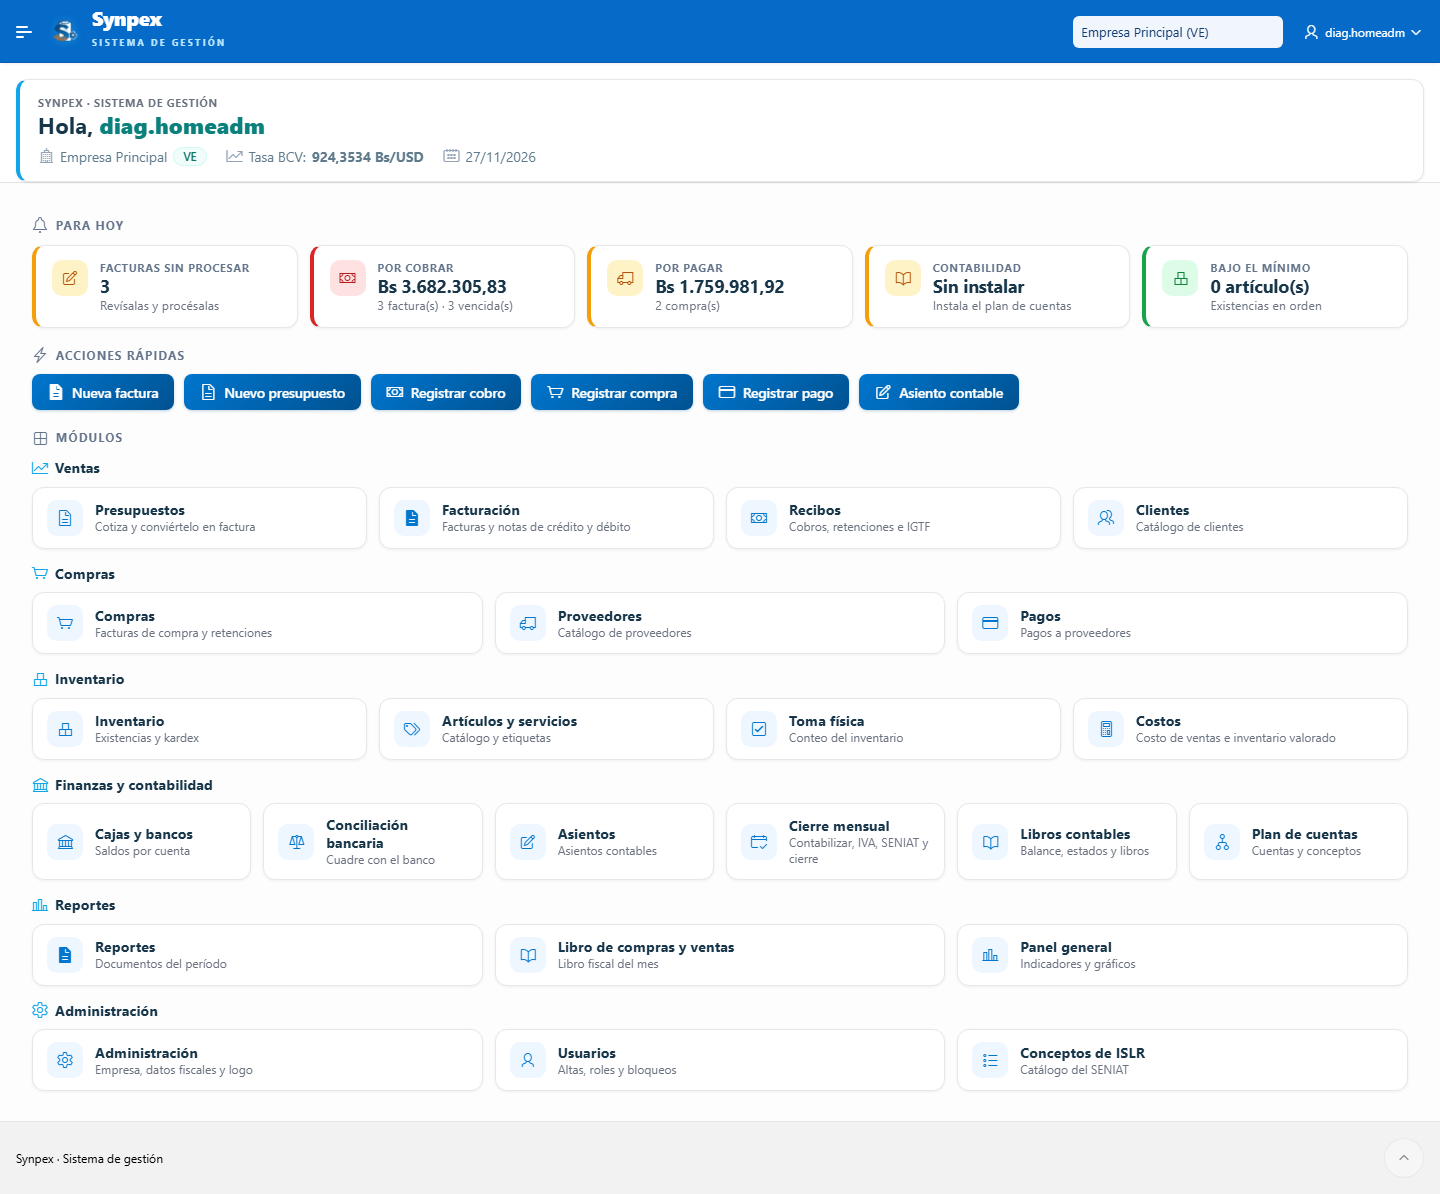 Synpex
SISTEMA DE GESTIÓN
Empresa Principal (VE)
diag.homeadm
SYNPEX · SISTEMA DE GESTIÓN
Hola, diag.homeadm
Empresa Principal VE Tasa BCV: 924,3534 Bs/USD 27/11/2026
PARA HOY
FACTURAS SIN PROCESAR
3
Revísalas y procésalas
POR COBRAR
Bs 3.682.305,83
3 factura(s) · 3 vencida(s)
POR PAGAR
Bs 1.759.981,92
2 compra(s)
CONTABILIDAD
Sin instalar
Instala el plan de cuentas
BAJO EL MÍNIMO
0 artículo(s)
Existencias en orden
ACCIONES RÁPIDAS
Nueva factura
Nuevo presupuesto
Registrar cobro
Registrar compra
Registrar pago
Asiento contable
MÓDULOS
Ventas
Presupuestos
Cotiza y conviértelo en factura
Facturación
Facturas y notas de crédito y débito
Recibos
Cobros, retenciones e IGTF
Clientes
Catálogo de clientes
Compras
Compras
Facturas de compra y retenciones
Proveedores
Catálogo de proveedores
Pagos
Pagos a proveedores
Inventario
Inventario
Existencias y kardex
Artículos y servicios
Catálogo y etiquetas
Toma física
Conteo del inventario
Costos
Costo de ventas e inventario valorado
Finanzas y contabilidad
Cajas y bancos
Saldos por cuenta
Conciliación
bancaria
Cuadre con el banco
Asientos
Asientos contables
Cierre mensual
Contabilizar, IVA, SENIAT y
cierre
Libros contables
Balance, estados y libros
Plan de cuentas
Cuentas y conceptos
Reportes
Reportes
Documentos del período
Libro de compras y ventas
Libro fiscal del mes
Panel general
Indicadores y gráficos
Administración
Administración
Empresa, datos fiscales y logo
Usuarios
Altas, roles y bloqueos
Conceptos de ISLR
Catálogo del SENIAT
Synpex · Sistema de gestión